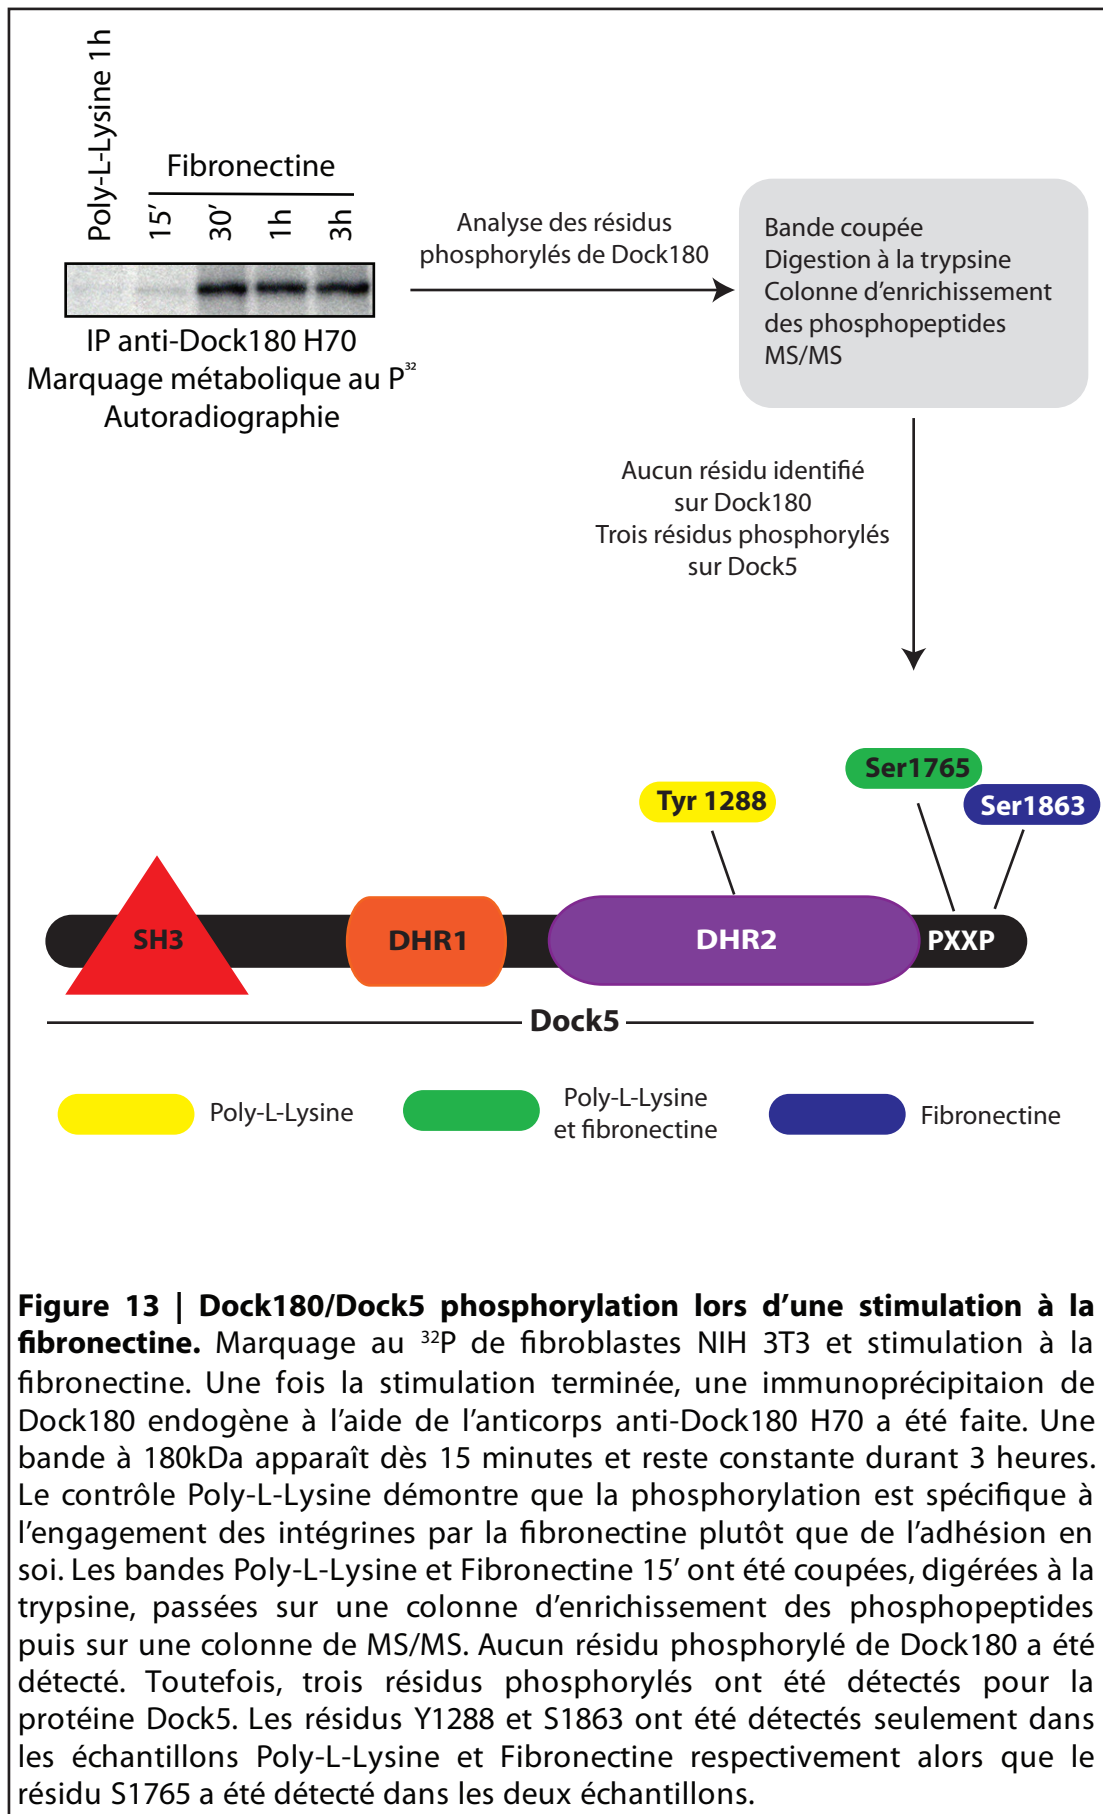 Poly-L-Lysine 1h
Fibronectine
15’
30’
1h
3h
IP anti-Dock180 H70
Marquage métabolique au P³²
Autoradiographie
Analyse des résidus
phosphorylés de Dock180
Bande coupée
Digestion à la trypsine
Colonne d’enrichissement
des phosphopeptides
MS/MS
Aucun résidu identifié
sur Dock180
Trois résidus phosphorylés
sur Dock5
Tyr 1288
Ser1765
Ser1863
SH3
DHR1
DHR2
PXXP
Dock5
Poly-L-Lysine
Poly-L-Lysine
et fibronectine
Fibronectine
Figure 13 | Dock180/Dock5 phosphorylation lors d’une stimulation à la
fibronectine. Marquage au ³²P de fibroblastes NIH 3T3 et stimulation à la
fibronectine. Une fois la stimulation terminée, une immunoprécipitaion de
Dock180 endogène à l’aide de l’anticorps anti-Dock180 H70 a été faite. Une
bande à 180kDa apparaît dès 15 minutes et reste constante durant 3 heures.
Le contrôle Poly-L-Lysine démontre que la phosphorylation est spécifique à
l’engagement des intégrines par la fibronectine plutôt que de l’adhésion en
soi. Les bandes Poly-L-Lysine et Fibronectine 15’ ont été coupées, digérées à la
trypsine, passées sur une colonne d’enrichissement des phosphopeptides
puis sur une colonne de MS/MS. Aucun résidu phosphorylé de Dock180 a été
détecté. Toutefois, trois résidus phosphorylés ont été détectés pour la
protéine Dock5. Les résidus Y1288 et S1863 ont été détectés seulement dans
les échantillons Poly-L-Lysine et Fibronectine respectivement alors que le
résidu S1765 a été détecté dans les deux échantillons.